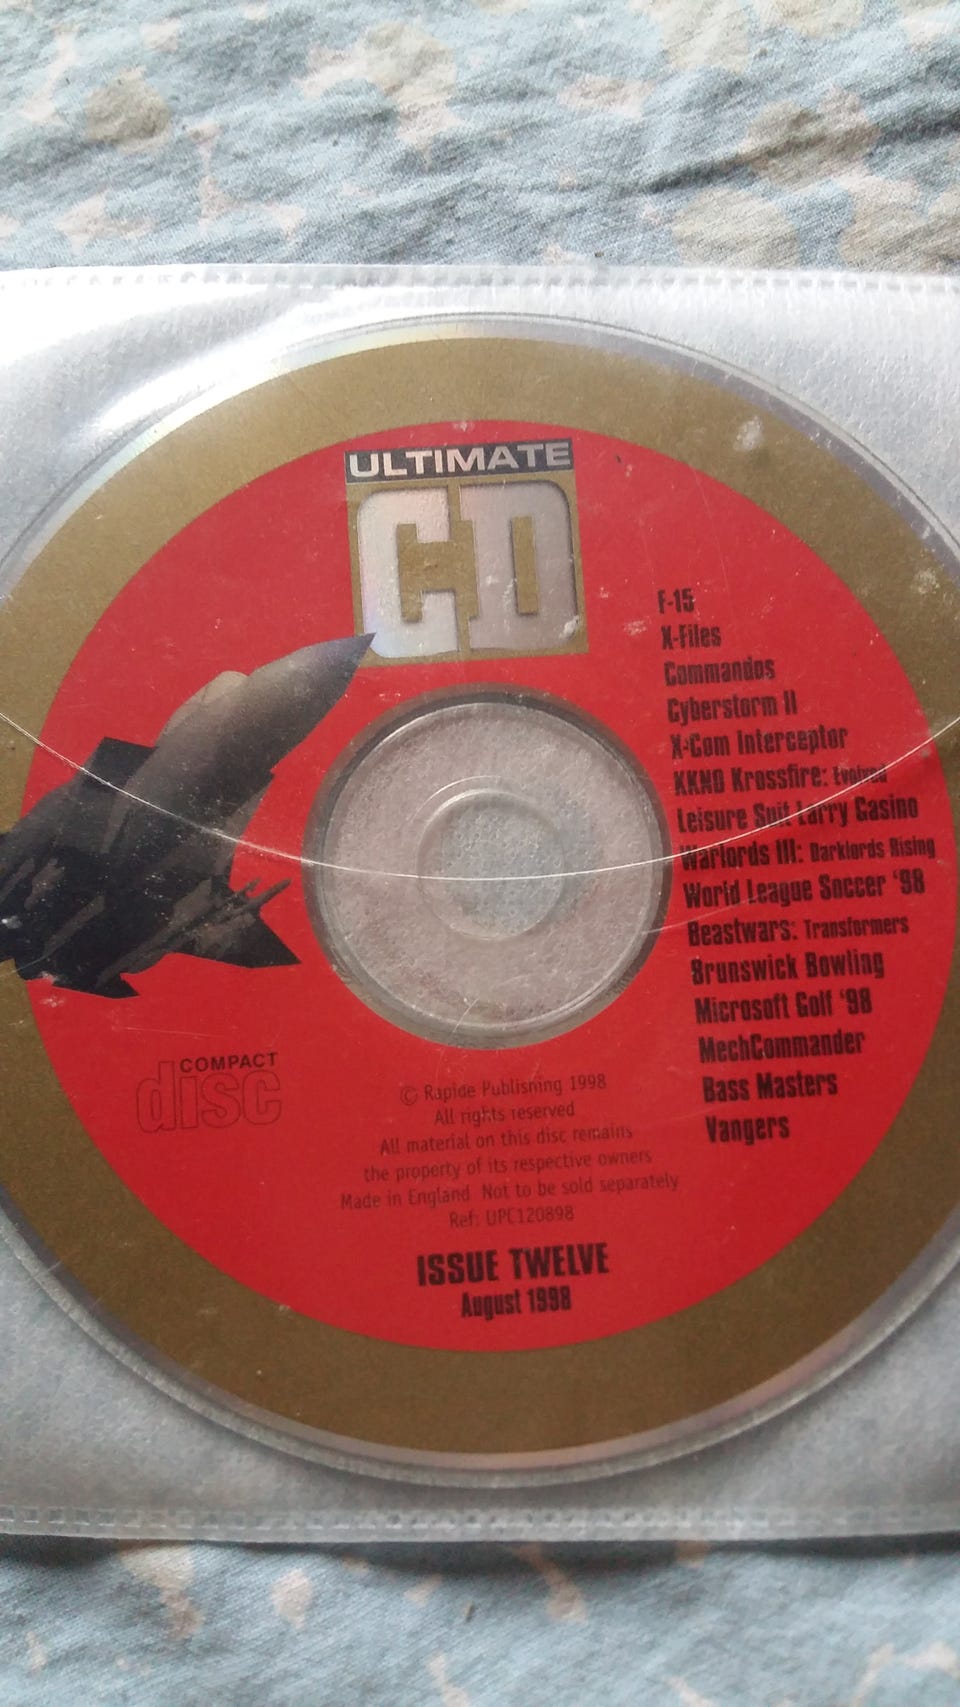 ULTIMATE
CD
F-15
X-Files
Commandos
Cyberstorm II
X-Com Interceptor
KKND Krossfire: Evolved
Leisure Suit Larry Casino
Warlords III: Darklords Rising
World League Soccer ‘98
Beastwars: Transformers
Brunswick Bowling
Microsoft Golf ‘98
MechCommander
Bass Masters
Vangers
COMPACT
disc
© Rapide Publishing 1998
All rights reserved
All material on this disc remains
the property of its respective owners
Made in England Not to be sold separately
Ref: UPC120898
ISSUE TWELVE
August 1998